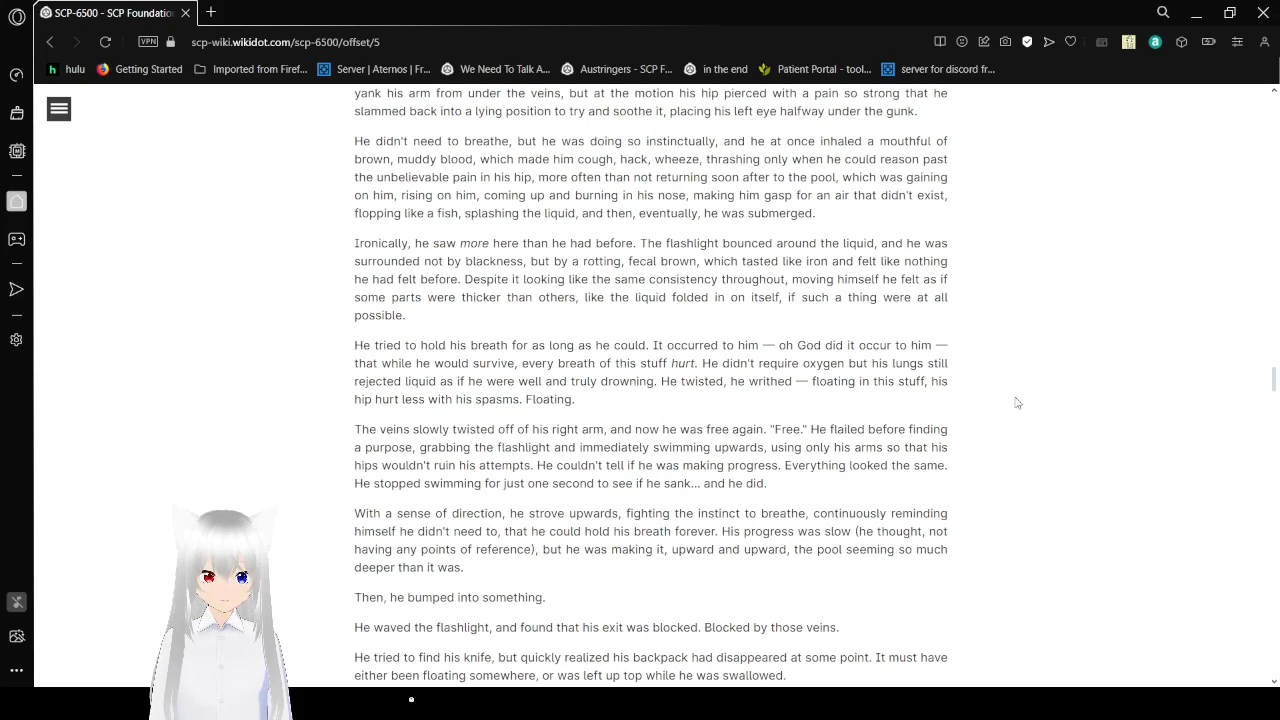 SCP-6500 - SCP Foundatio
VPN
scp-wiki.wikidot.com/scp-6500/offset/5
hulu
Getting Started
Imported from Firef...
Server | Aternos | Fr...
We Need To Talk A...
Austringers - SCP F...
in the end
Patient Portal - tool...
server for discord fr...
yank his arm from under the veins, but at the motion his hip pierced with a pain so strong that he
slammed back into a lying position to try and soothe it, placing his left eye halfway under the gunk.
He didn't need to breathe, but he was doing so instinctually, and he at once inhaled a mouthful of
brown, muddy blood, which made him cough, hack, wheeze, thrashing only when he could reason past
the unbelievable pain in his hip, more often than not returning soon after to the pool, which was gaining
on him, rising on him, coming up and burning in his nose, making him gasp for an air that didn't exist,
flopping like a fish, splashing the liquid, and then, eventually, he was submerged.
Ironically, he saw more here than he had before. The flashlight bounced around the liquid, and he was
surrounded not by blackness, but by a rotting, fecal brown, which tasted like iron and felt like nothing
he had felt before. Despite it looking like the same consistency throughout, moving himself he felt as if
some parts were thicker than others, like the liquid folded in on itself, if such a thing were at all
possible.
He tried to hold his breath for as long as he could. It occurred to him — oh God did it occur to him —
that while he would survive, every breath of this stuff hurt. He didn't require oxygen but his lungs still
rejected liquid as if he were well and truly drowning. He twisted, he writhed — floating in this stuff, his
hip hurt less with his spasms. Floating.
The veins slowly twisted off of his right arm, and now he was free again. "Free." He flailed before finding
a purpose, grabbing the flashlight and immediately swimming upwards, using only his arms so that his
hips wouldn't ruin his attempts. He couldn't tell if he was making progress. Everything looked the same.
He stopped swimming for just one second to see if he sank... and he did.
With a sense of direction, he strove upwards, fighting the instinct to breathe, continuously reminding
himself he didn't need to, that he could hold his breath forever. His progress was slow (he thought, not
having any points of reference), but he was making it, upward and upward, the pool seeming so much
deeper than it was.
Then, he bumped into something.
He waved the flashlight, and found that his exit was blocked. Blocked by those veins.
He tried to find his knife, but quickly realized his backpack had disappeared at some point. It must have
either been floating somewhere, or was left up top while he was swallowed.